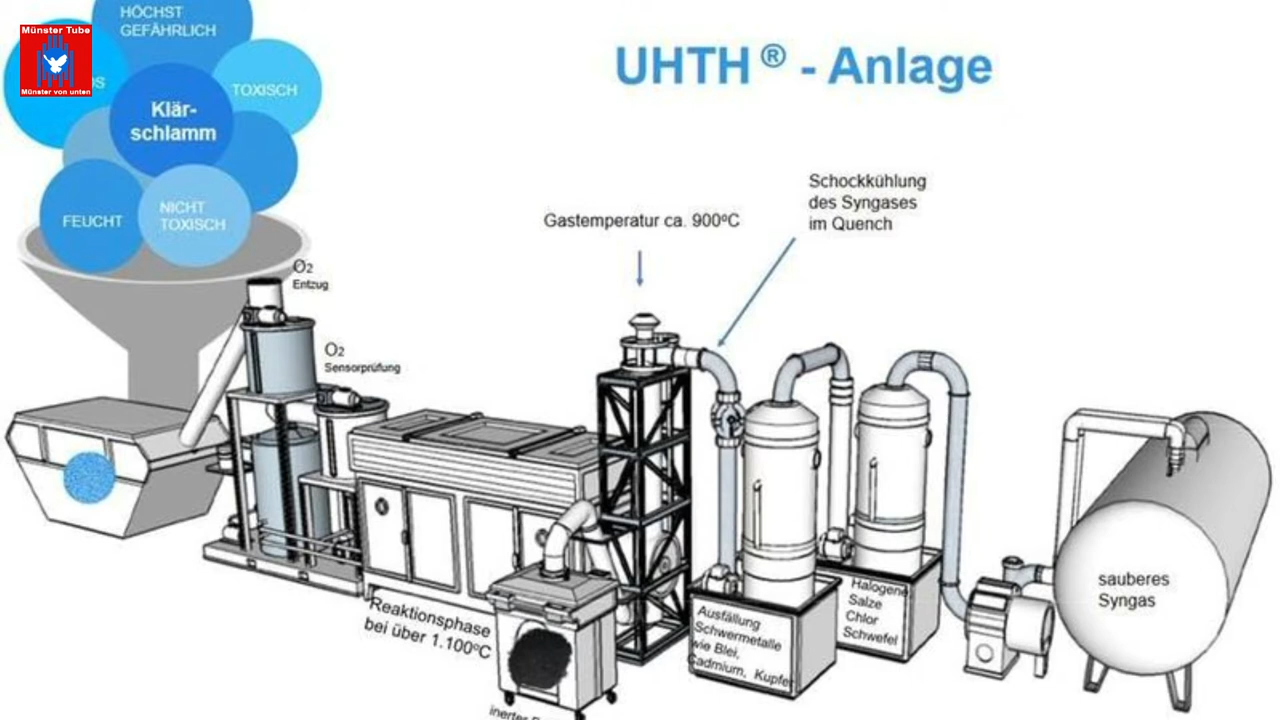 HÖCHST
GEFÄHRLICH
Münster Tube
Münster von unten
TOXISCH
Klär-
schlamm
FEUCHT
NICHT
TOXISCH
UHTH® - Anlage
Gastemperatur ca. 900ºC
Schockkühlung
des Syngases
im Quench
O2
Entzug
O2
Sensorprüfung
Reaktionsphase
bei über 1.100ºC
inerter
Ausfällung
Schwermetalle
wie Blei,
Cadmium, Kupfer
Halogene
Salze
Chlor
Schwefel
sauberes
Syngas